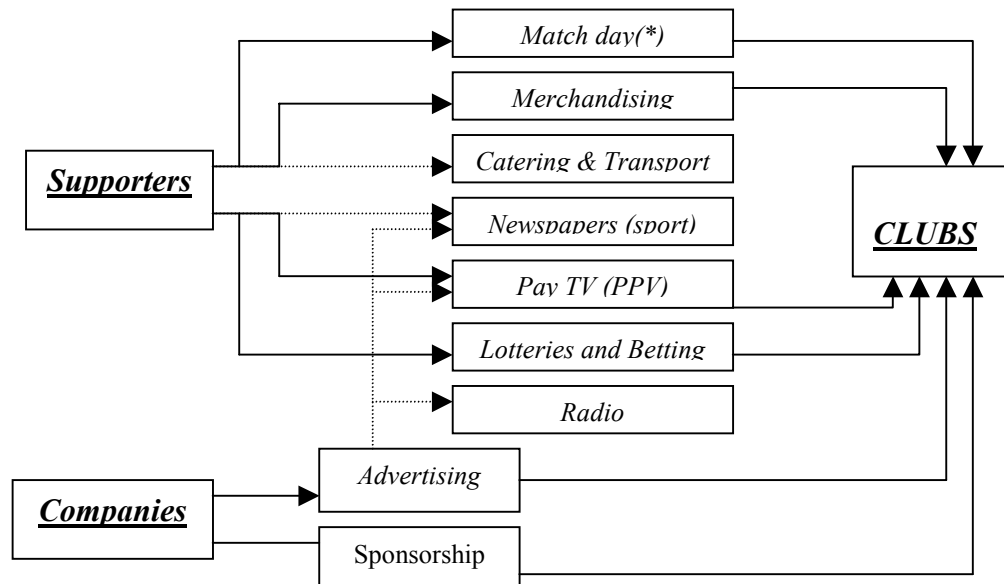 Match day(*)
Merchandising
Catering & Transport
Supporters
Newspapers (sport)
CLUBS
Pay TV (PPV)
Lotteries and Betting
Radio
Advertising
Companies
Sponsorship